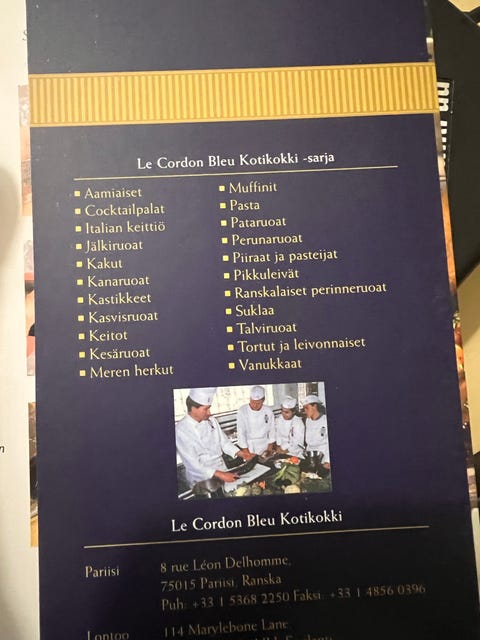 Le Cordon Bleu Kotikokki -sarja
Aamiaiset
Cocktailpalat
Italian keittiö
Jälkiruoat
Kakut
Kanaruoat
Kastikkeet
Kasvisruoat
Keitot
Kesäruoat
Meren herkut
Muffinit
Pasta
Pataruoat
Perunaruoat
Piiraat ja pasteijat
Pikkuleivät
Ranskalaiset perinneruoat
Suklaa
Talviruoat
Tortut ja leivonnaiset
Vanukkaat
Le Cordon Bleu Kotikokki
Pariisi 8 rue Léon Delhomme,
75015 Pariisi, Ranska
Puh: +33 1 5368 2250 Faksi: +33 1 4856 0396
Lontoo 114 Marylebone Lane